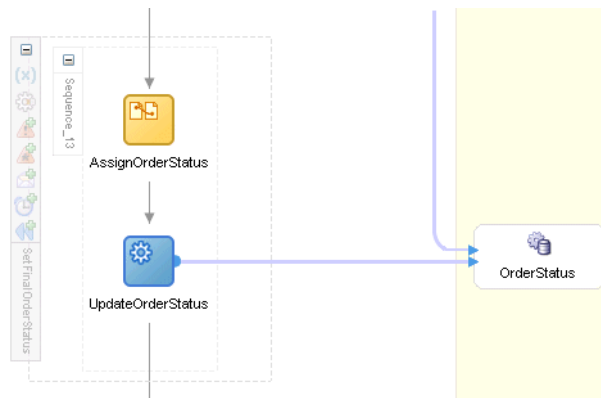 (x)
Sequence_13
AssignOrderStatus
UpdateOrderStatus
SetFinalOrderStatus
OrderStatus